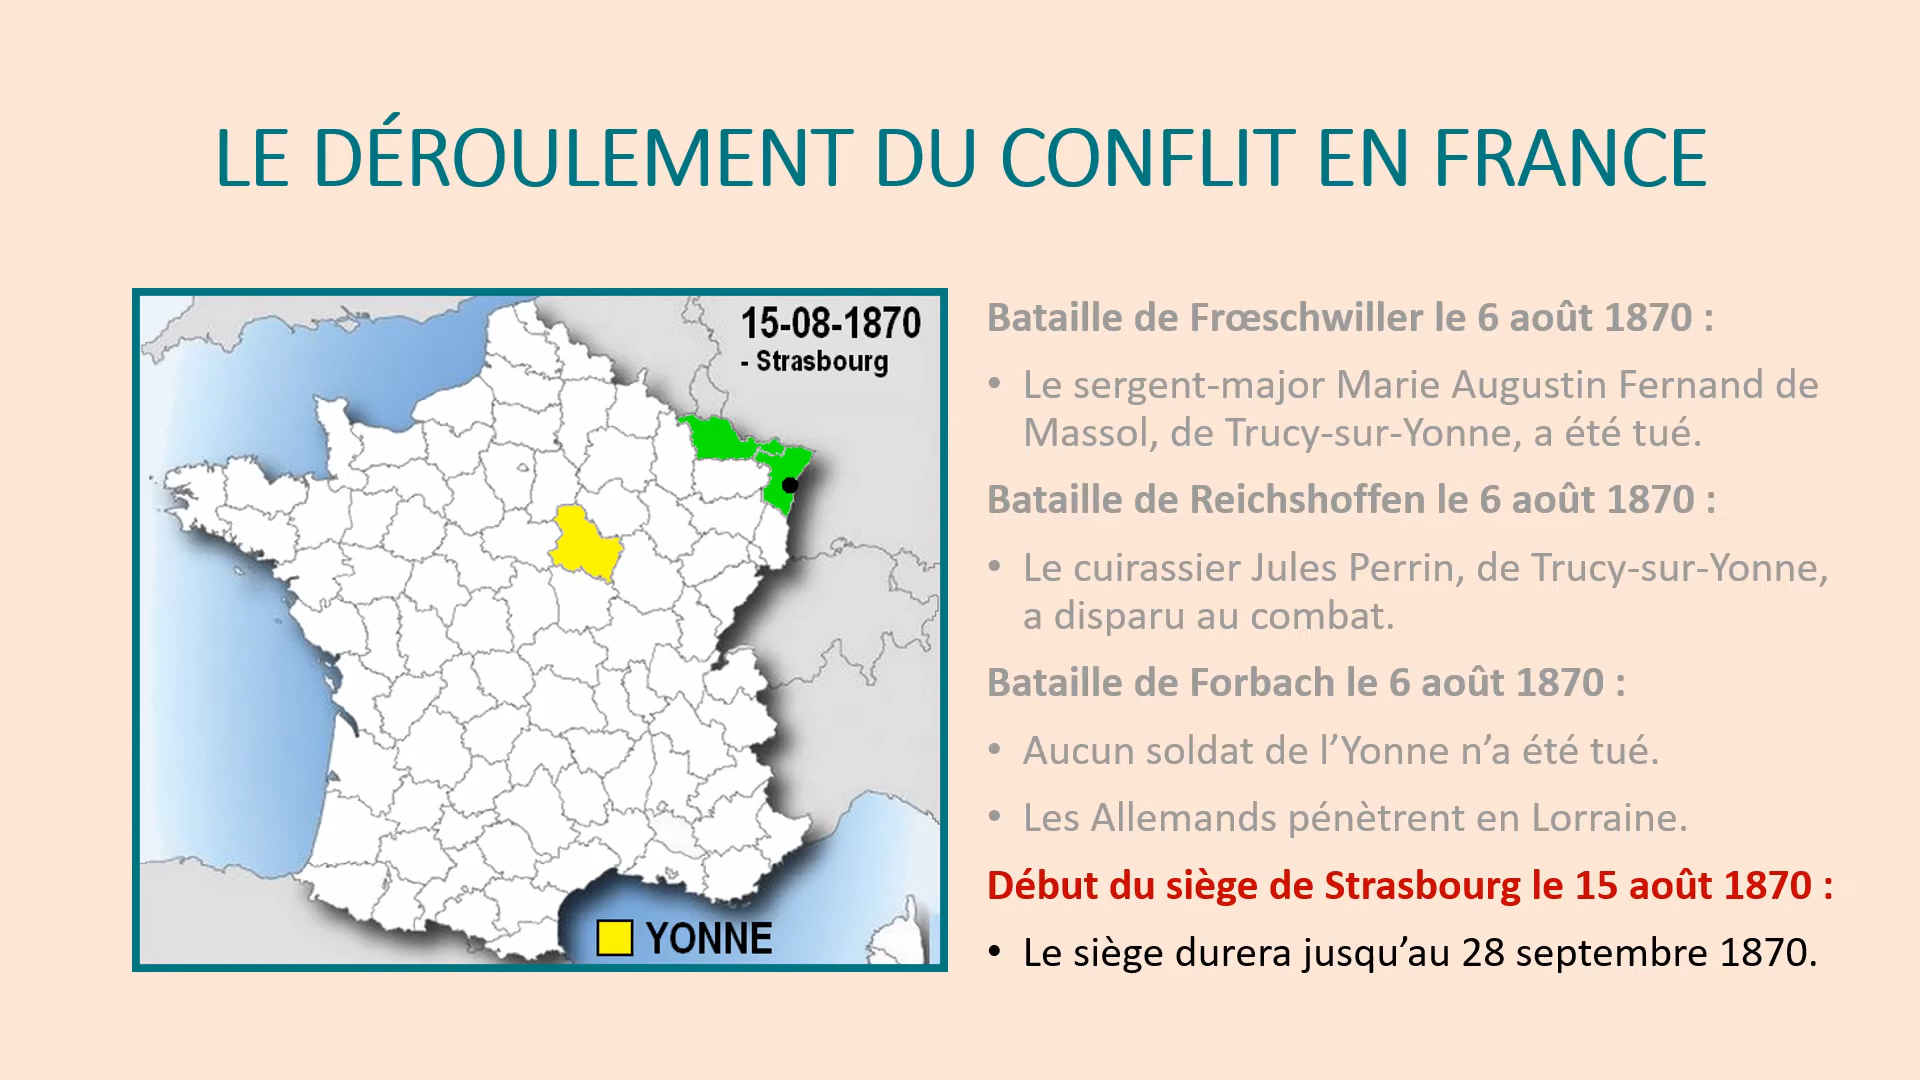 LE DÉROULEMENT DU CONFLIT EN FRANCE
15-08-1870
- Strasbourg
YONNE
Bataille de Frœschwiller le 6 août 1870 :
• Le sergent-major Marie Augustin Fernand de
Massol, de Trucy-sur-Yonne, a été tué.
Bataille de Reichshoffen le 6 août 1870 :
• Le cuirassier Jules Perrin, de Trucy-sur-Yonne,
a disparu au combat.
Bataille de Forbach le 6 août 1870 :
• Aucun soldat de l’Yonne n’a été tué.
• Les Allemands pénètrent en Lorraine.
Début du siège de Strasbourg le 15 août 1870 :
• Le siège durera jusqu’au 28 septembre 1870.